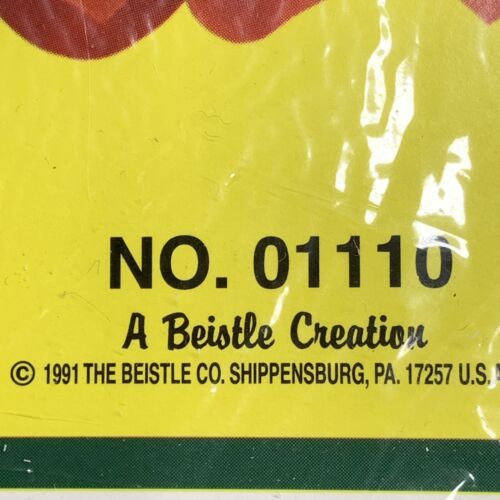 NO. 01110
A Beistle Creation
© 1991 THE BEISTLE CO. SHIPPENSBURG, PA. 17257 U.S.